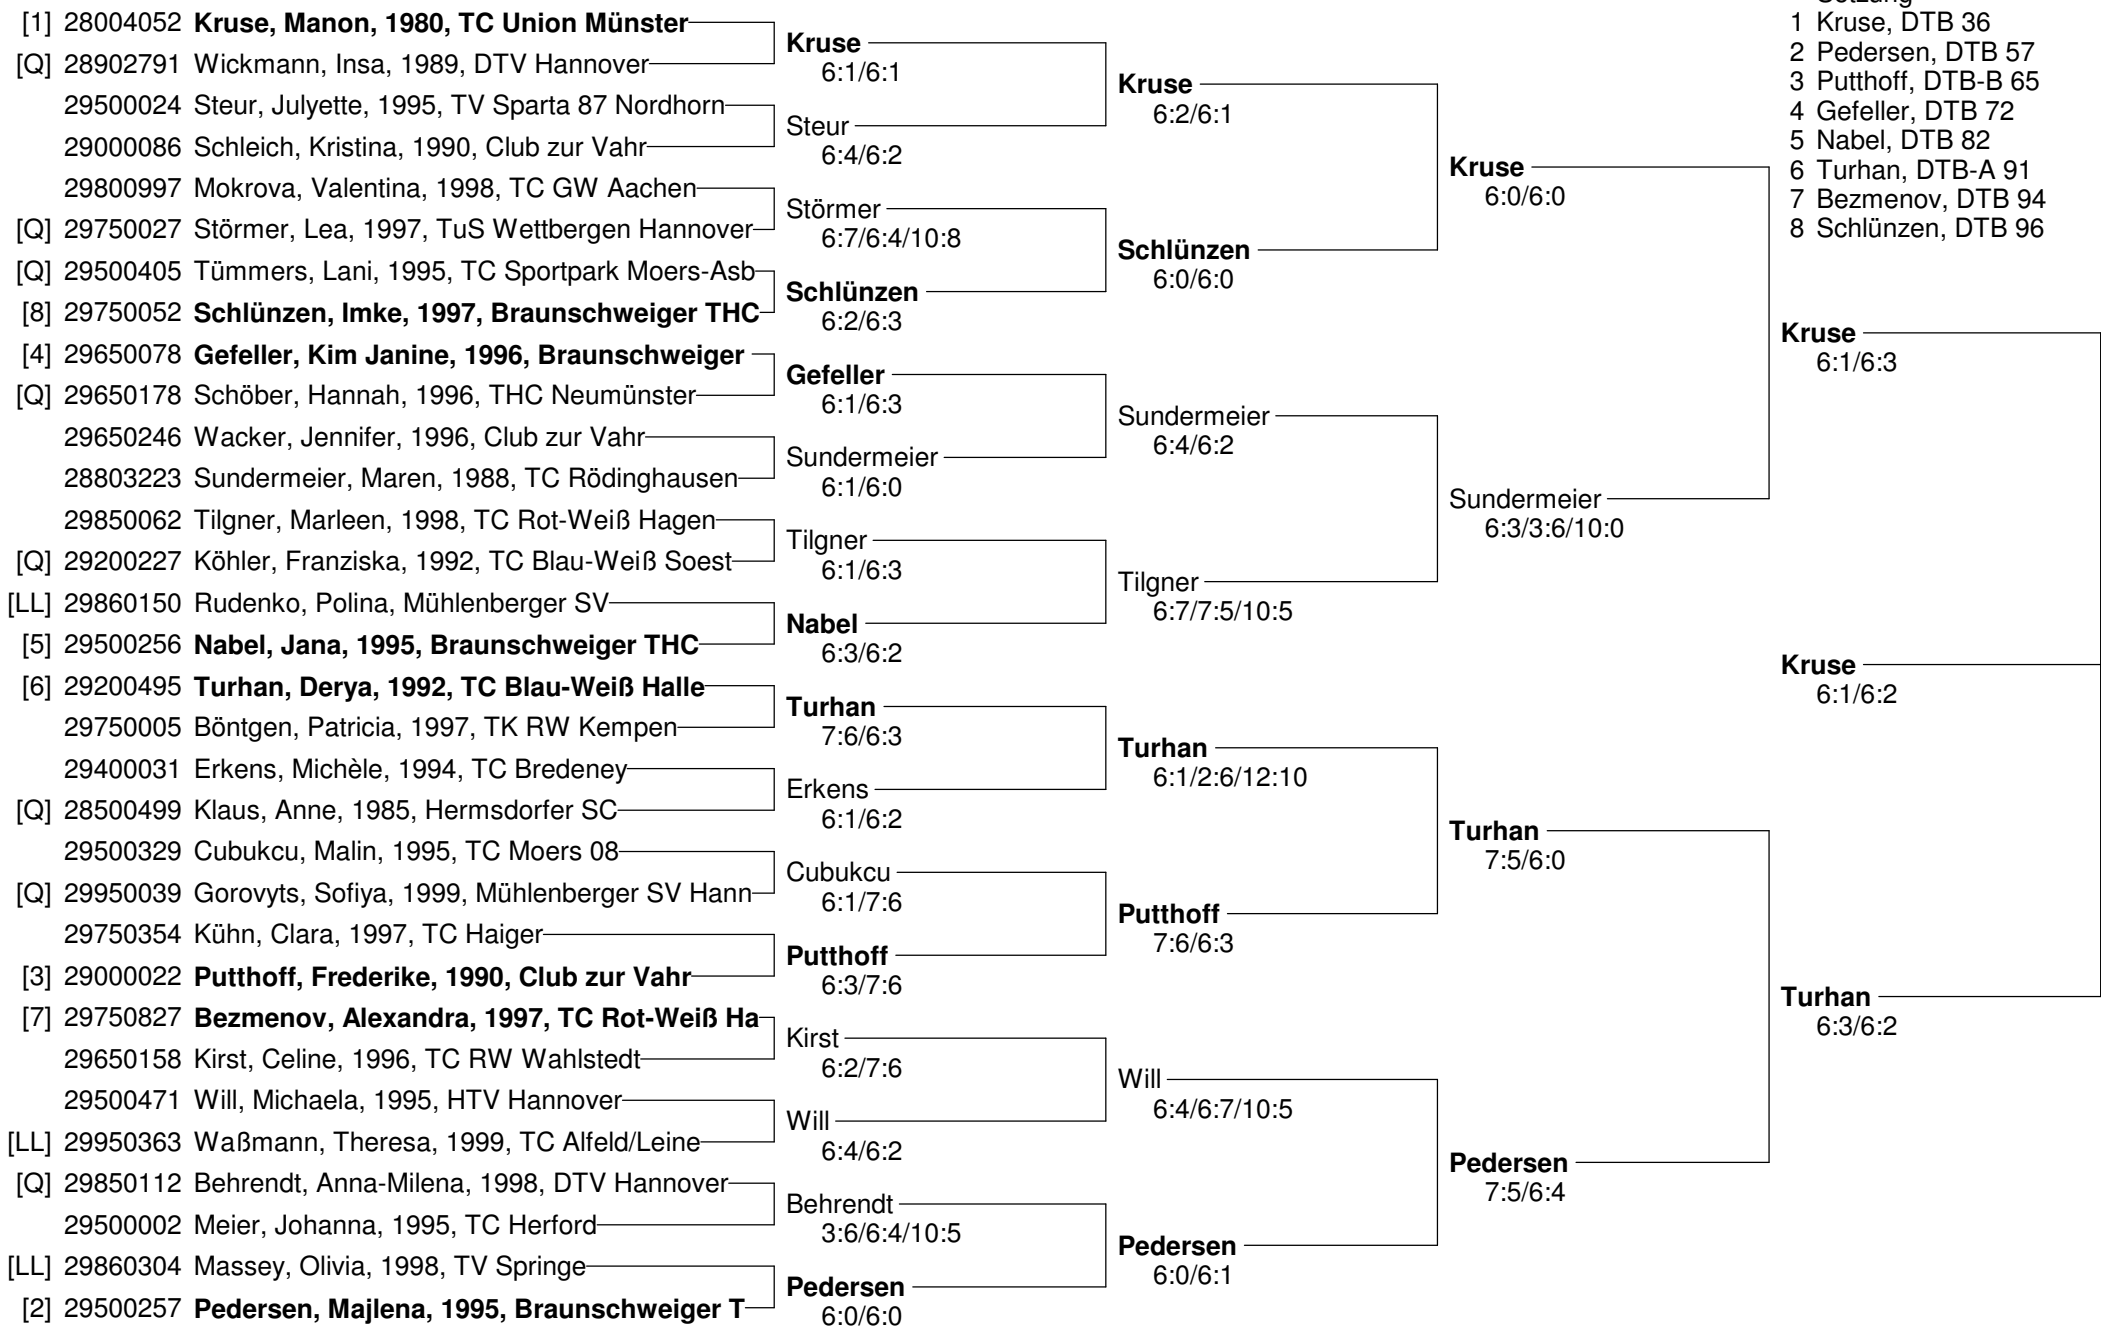 [1] 28004052 Kruse, Manon, 1980, TC Union Münster
[Q] 28902791 Wickmann, Insa, 1989, DTV Hannover
29500024 Steur, Julyette, 1995, TV Sparta 87 Nordhorn
29000086 Schleich, Kristina, 1990, Club zur Vahr
29800997 Mokrova, Valentina, 1998, TC GW Aachen
[Q] 29750027 Störmer, Lea, 1997, TuS Wettbergen Hannover
[Q] 29500405 Tümmers, Lani, 1995, TC Sportpark Moers-Asb
[8] 29750052 Schlünzen, Imke, 1997, Braunschweiger THC
[4] 29650078 Gefeller, Kim Janine, 1996, Braunschweiger
[Q] 29650178 Schöber, Hannah, 1996, THC Neumünster
29650246 Wacker, Jennifer, 1996, Club zur Vahr
28803223 Sundermeier, Maren, 1988, TC Rödinghausen
29850062 Tilgner, Marleen, 1998, TC Rot-Weiß Hagen
[Q] 29200227 Köhler, Franziska, 1992, TC Blau-Weiß Soest
[LL] 29860150 Rudenko, Polina, Mühlenberger SV
[5] 29500256 Nabel, Jana, 1995, Braunschweiger THC
[6] 29200495 Turhan, Derya, 1992, TC Blau-Weiß Halle
29750005 Böntgen, Patricia, 1997, TK RW Kempen
29400031 Erkens, Michèle, 1994, TC Bredeney
[Q] 28500499 Klaus, Anne, 1985, Hermsdorfer SC
29500329 Cubukcu, Malin, 1995, TC Moers 08
[Q] 29950039 Gorovyts, Sofiya, 1999, Mühlenberger SV Hann
29750354 Kühn, Clara, 1997, TC Haiger
[3] 29000022 Putthoff, Frederike, 1990, Club zur Vahr
[7] 29750827 Bezmenov, Alexandra, 1997, TC Rot-Weiß Ha
29650158 Kirst, Celine, 1996, TC RW Wahlstedt
29500471 Will, Michaela, 1995, HTV Hannover
[LL] 29950363 Waßmann, Theresa, 1999, TC Alfeld/Leine
[Q] 29850112 Behrendt, Anna-Milena, 1998, DTV Hannover
29500002 Meier, Johanna, 1995, TC Herford
[LL] 29860304 Massey, Olivia, 1998, TV Springe
[2] 29500257 Pedersen, Majlena, 1995, Braunschweiger T
Kruse
6:1/6:1
Steur
6:4/6:2
Störmer
6:7/6:4/10:8
Schlünzen
6:2/6:3
Gefeller
6:1/6:3
Sundermeier
6:1/6:0
Tilgner
6:1/6:3
Nabel
6:3/6:2
Turhan
7:6/6:3
Erkens
6:1/6:2
Cubukcu
6:1/7:6
Putthoff
6:3/7:6
Kirst
6:2/7:6
Will
6:4/6:2
Behrendt
3:6/6:4/10:5
Pedersen
6:0/6:0
Kruse
6:2/6:1
Schlünzen
6:0/6:0
Sundermeier
6:4/6:2
Tilgner
6:7/7:5/10:5
Turhan
6:1/2:6/12:10
Putthoff
7:6/6:3
Will
6:4/6:7/10:5
Pedersen
6:0/6:1
Kruse
6:0/6:0
Sundermeier
6:3/3:6/10:0
Turhan
7:5/6:0
Pedersen
7:5/6:4
Kruse
6:1/6:3
Kruse
6:1/6:2
Turhan
6:3/6:2
1 Kruse, DTB 36
2 Pedersen, DTB 57
3 Putthoff, DTB-B 65
4 Gefeller, DTB 72
5 Nabel, DTB 82
6 Turhan, DTB-A 91
7 Bezmenov, DTB 94
8 Schlünzen, DTB 96